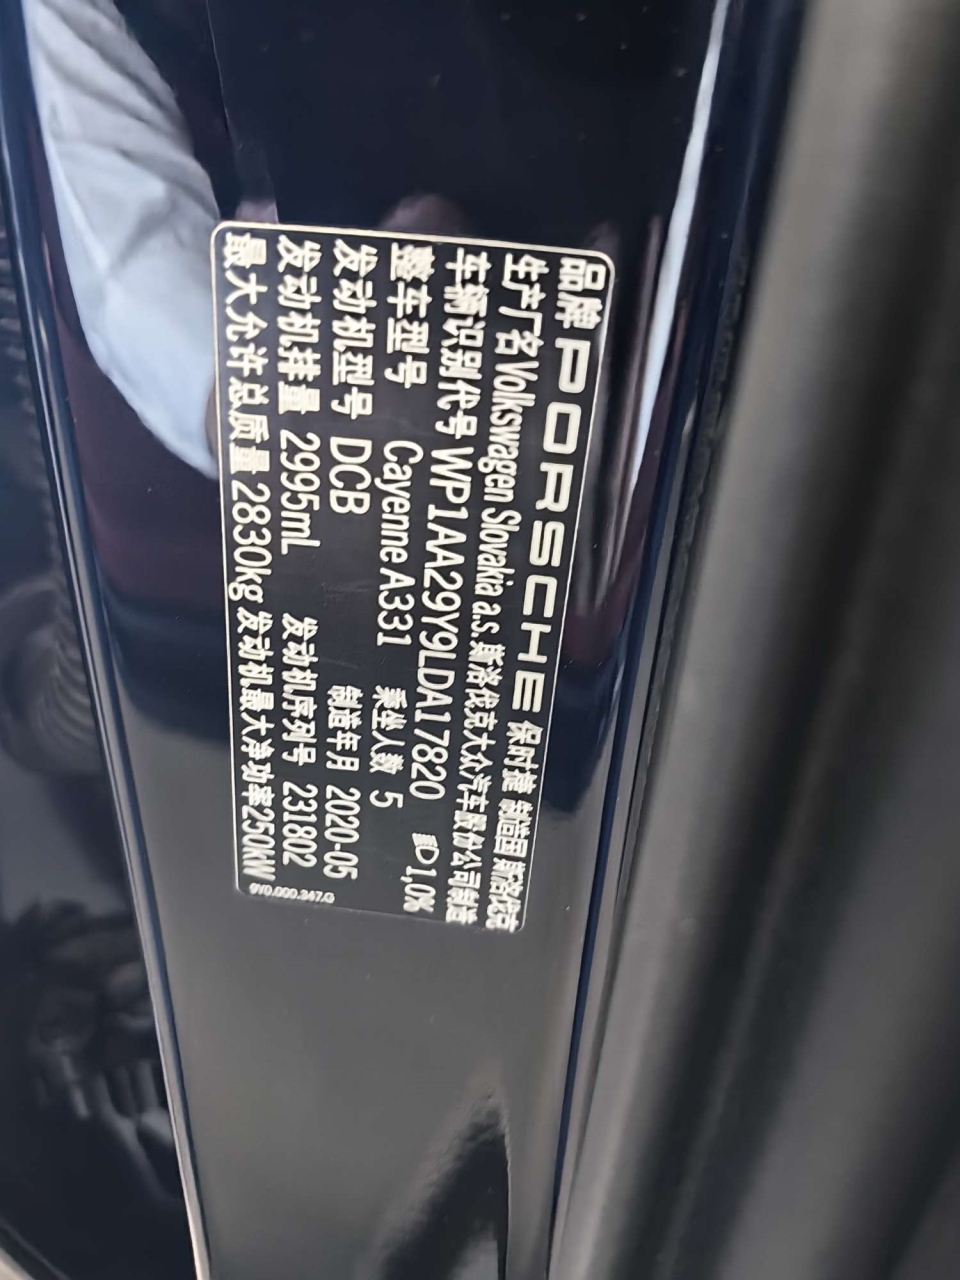 品牌 PORSCHE 保时捷 制造国 斯洛伐克
生产厂名 Volkswagen Slovakia a.s. 斯洛伐克大众汽车股份公司制造
车辆识别代号 WP1AA29Y9LDA17820
整车型号 Cayenne A331 乘坐人数 5 1,0%
发动机型号 DCB 制造年月 2020-05
发动机排量 2995mL 发动机序列号 231802
最大允许总质量 2830kg 发动机最大净功率 250kW
9Y0.000.347.G